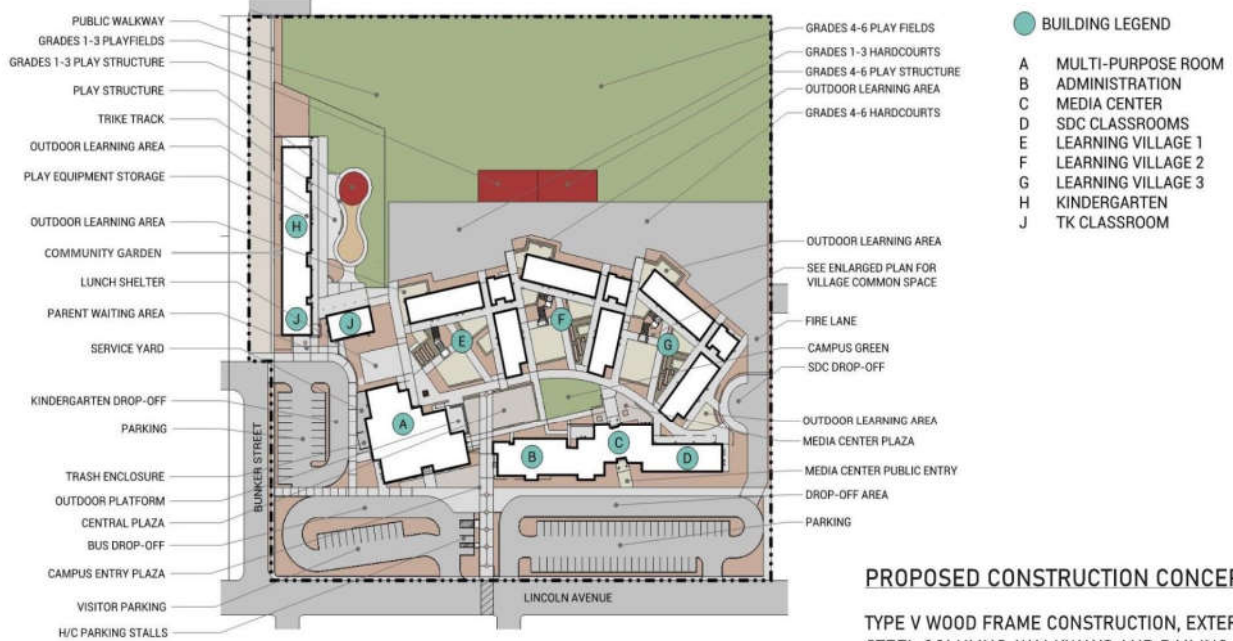 PUBLIC WALKWAY
GRADES 1-3 PLAYFIELDS
GRADES 1-3 PLAY STRUCTURE
PLAY STRUCTURE
TRIKE TRACK
OUTDOOR LEARNING AREA
PLAY EQUIPMENT STORAGE
OUTDOOR LEARNING AREA
COMMUNITY GARDEN
LUNCH SHELTER
PARENT WAITING AREA
SERVICE YARD
KINDERGARTEN DROP-OFF
PARKING
TRASH ENCLOSURE
OUTDOOR PLATFORM
CENTRAL PLAZA
BUS DROP-OFF
CAMPUS ENTRY PLAZA
VISITOR PARKING
H/C PARKING STALLS
BUNKER STREET
H
J
J
E
F
G
A
B
C
D
LINCOLN AVENUE
GRADES 4-6 PLAY FIELDS
GRADES 1-3 HARDCOURTS
GRADES 4-6 PLAY STRUCTURE
OUTDOOR LEARNING AREA
GRADES 4-6 HARDCOURTS
OUTDOOR LEARNING AREA
SEE ENLARGED PLAN FOR
VILLAGE COMMON SPACE
FIRE LANE
CAMPUS GREEN
SDC DROP-OFF
OUTDOOR LEARNING AREA
MEDIA CENTER PLAZA
MEDIA CENTER PUBLIC ENTRY
DROP-OFF AREA
PARKING
BUILDING LEGEND
A MULTI-PURPOSE ROOM
B ADMINISTRATION
C MEDIA CENTER
D SDC CLASSROOMS
E LEARNING VILLAGE 1
F LEARNING VILLAGE 2
G LEARNING VILLAGE 3
H KINDERGARTEN
J TK CLASSROOM
PROPOSED CONSTRUCTION
TYPE V WOOD FRAME CONSTRUCTION,